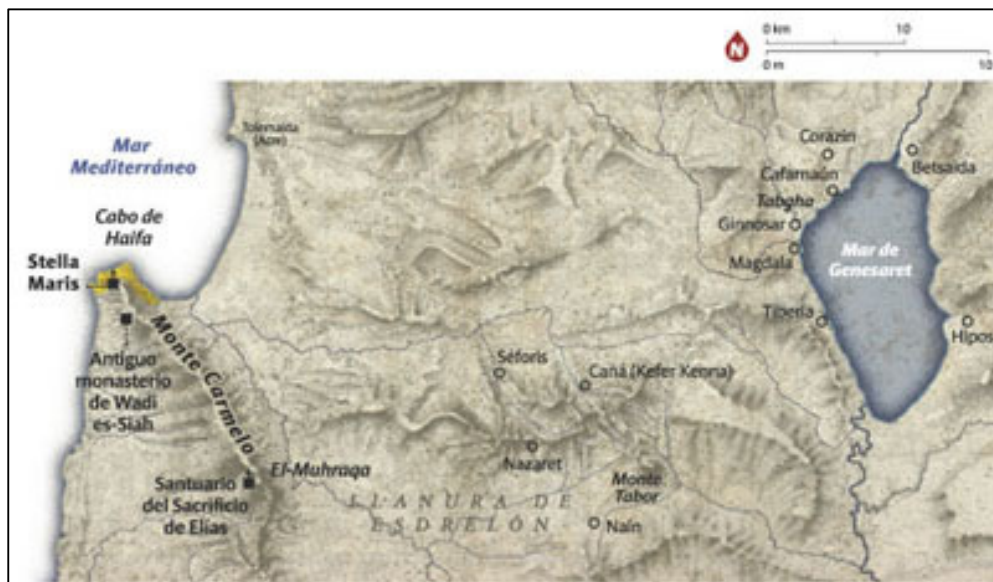 0 km 10
N
0 m 10
Mar
Mediterráneo
Tolemaida
(Acre)
Cabo de
Haifa
Stella
Maris
Antiguo
monasterio
de Wadi
es-Siah
Monte Carmelo
El-Muhraqa
Santuario
del Sacrificio
de Elías
Séforis
Caná (Kefer Kenna)
Nazaret
Monte
Tabor
LLANURA DE
ESDRELÓN
Naín
Corazín
Cafarnaún
Tabgha
Ginnosar
Magdala
Tiberia
Betsaida
Mar de
Genesaret
Hipos